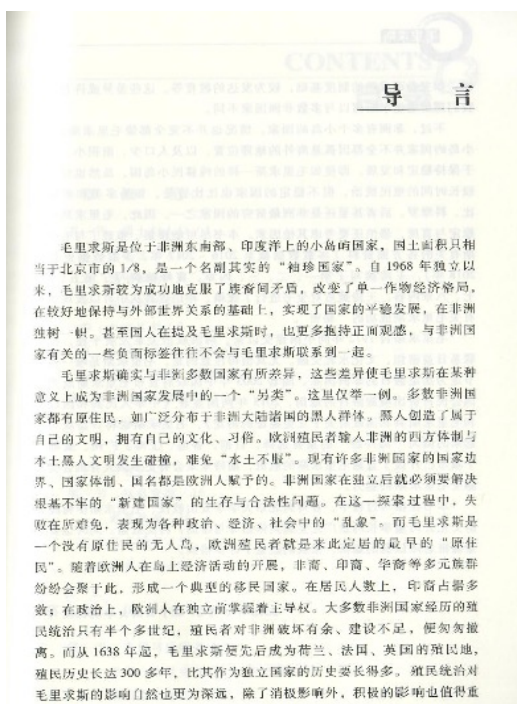 导 言
毛里求斯是位于非洲东南部、印度洋上的小岛屿国家，国土面积只相
当于北京市的 1/8，是一个名副其实的“袖珍国家”。自 1968 年独立以
来，毛里求斯较为成功地克服了族裔间矛盾，改变了单一作物经济格局，
在较好地保持与外部世界关系的基础上，实现了国家的平稳发展，在非洲
独树一帜。甚至国人在提及毛里求斯时，也更多抱持正面观感，与非洲国
家有关的一些负面标签往往不会与毛里求斯联系到一起。
毛里求斯确实与非洲多数国家有所差异，这些差异使毛里求斯在某种
意义上成为非洲国家发展中的一个“另类”。这里仅举一例。多数非洲国
家都有原住民，如广泛分布于非洲大陆诸国的黑人群体。黑人创造了属于
自己的文明，拥有自己的文化、习俗。欧洲殖民者输入非洲的西方体制与
本土黑人文明发生碰撞，难免“水土不服”。现有许多非洲国家的国家边
界、国家体制、国名都是欧洲人赋予的。非洲国家在独立后就必须要解决
根基不牢的“新建国家”的生存与合法性问题。在这一探索过程中，失
败在所难免，表现为各种政治、经济、社会中的“乱象”。而毛里求斯是
一个没有原住民的无人岛，欧洲殖民者就是来此定居的最早的“原住
民”。随着欧洲人在岛上经济活动的开展，非裔、印裔、华裔等多元族群
纷纷会聚于此，形成一个典型的移民国家。在居民人数上，印裔占据多
数；在政治上，欧洲人在独立前掌握着主导权。大多数非洲国家经历的殖
民统治只有半个多世纪，殖民者对非洲破坏有余、建设不足，便匆匆撤
离。而从 1638 年起，毛里求斯便先后成为荷兰、法国、英国的殖民地，
殖民历史长达 300 多年，比其作为独立国家的历史要长得多。殖民统治对
毛里求斯的影响自然也更为深远，除了消极影响外，积极的影响也值得重